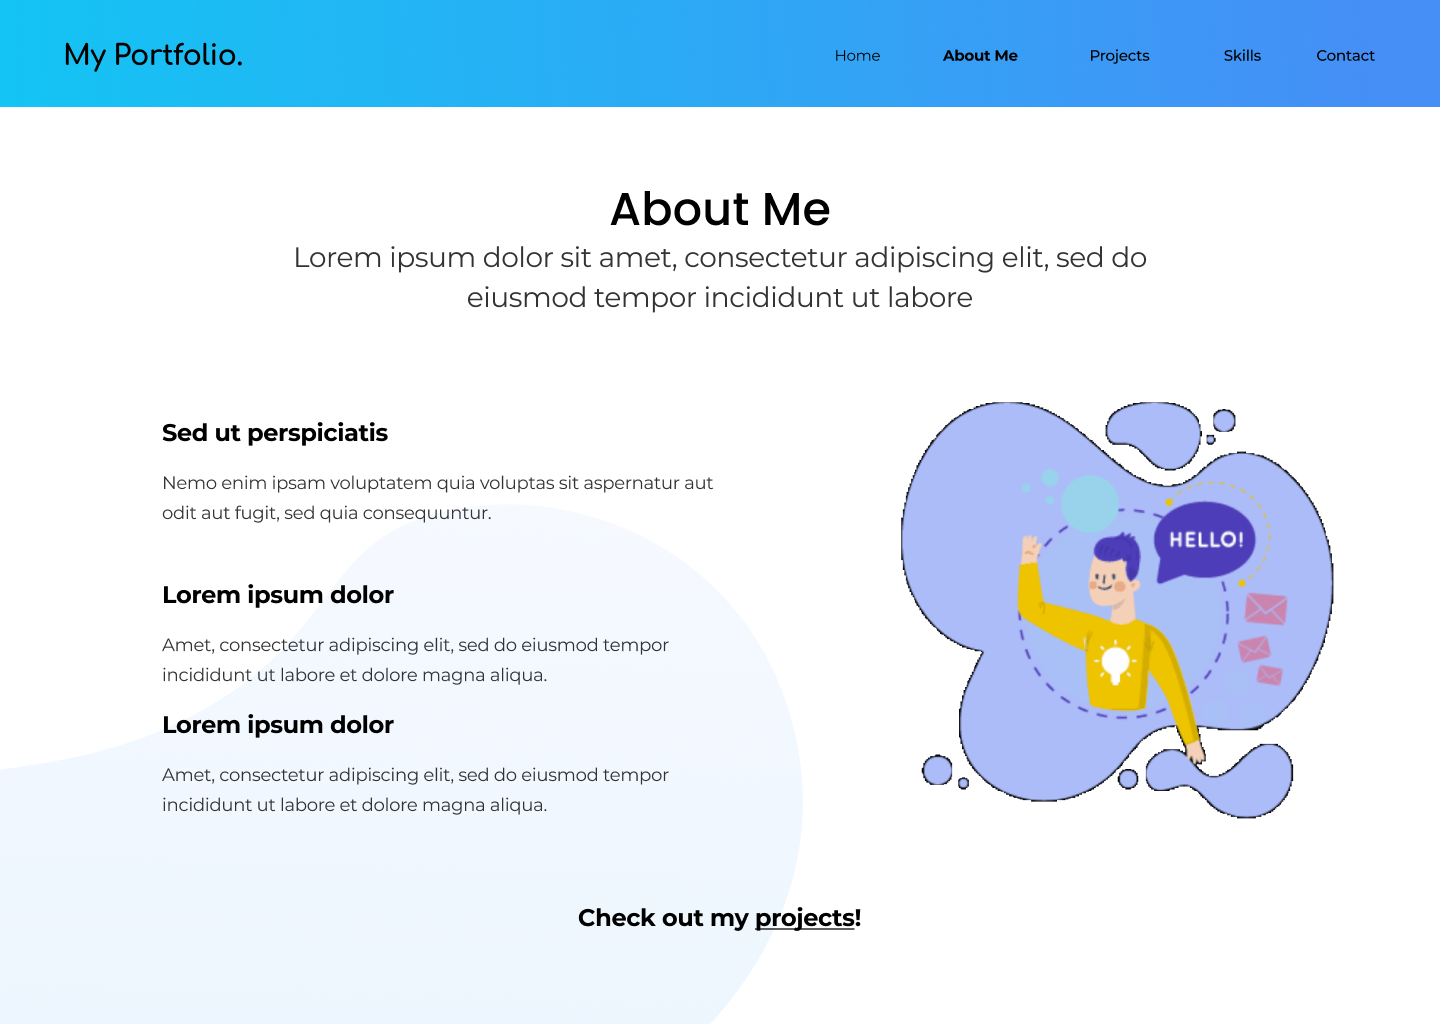 My Portfolio.
Home About Me Projects Skills Contact
About Me
Lorem ipsum dolor sit amet, consectetur adipiscing elit, sed do
eiusmod tempor incididunt ut labore
Sed ut perspiciatis
Nemo enim ipsam voluptatem quia voluptas sit aspernatur aut
odit aut fugit, sed quia consequuntur.
HELLO!
Lorem ipsum dolor
Amet, consectetur adipiscing elit, sed do eiusmod tempor
incididunt ut labore et dolore magna aliqua.
Lorem ipsum dolor
Amet, consectetur adipiscing elit, sed do eiusmod tempor
incididunt ut labore et dolore magna aliqua.
Check out my projects!